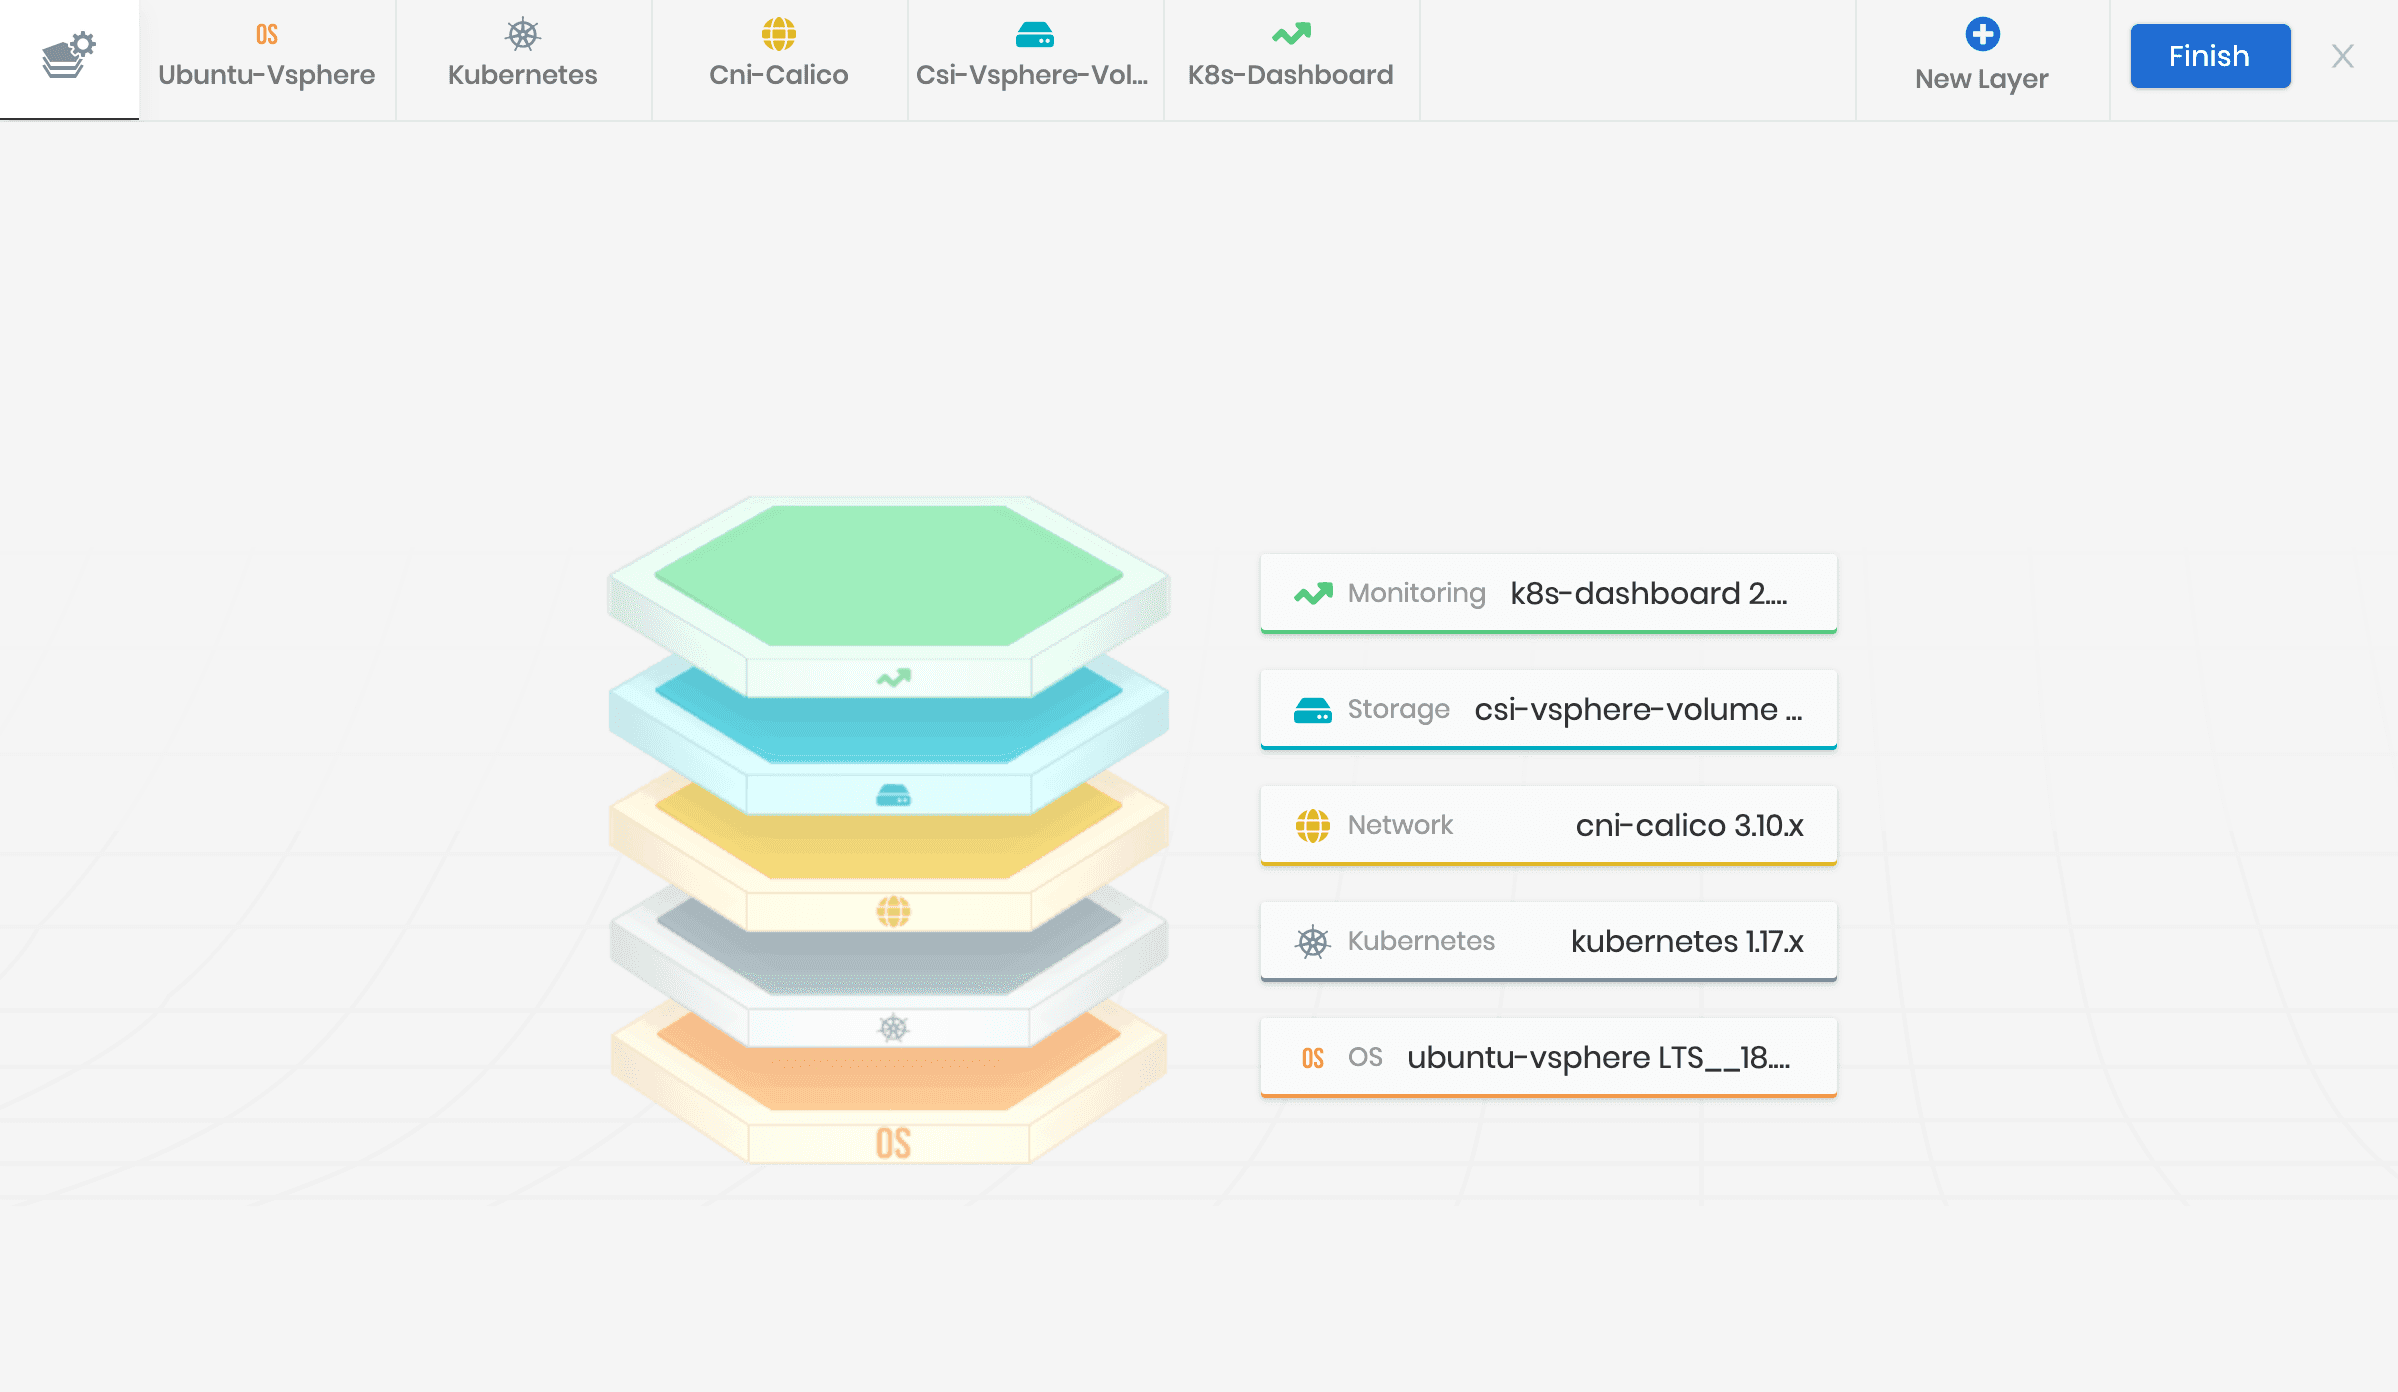 OS
Ubuntu-Vsphere
Kubernetes
Cni-Calico
Csi-Vsphere-Vol...
K8s-Dashboard
New Layer
Finish
Monitoring k8s-dashboard 2....
Storage csi-vsphere-volume ...
Network cni-calico 3.10.x
Kubernetes kubernetes 1.17.x
OS OS ubuntu-vsphere LTS__18....
OS